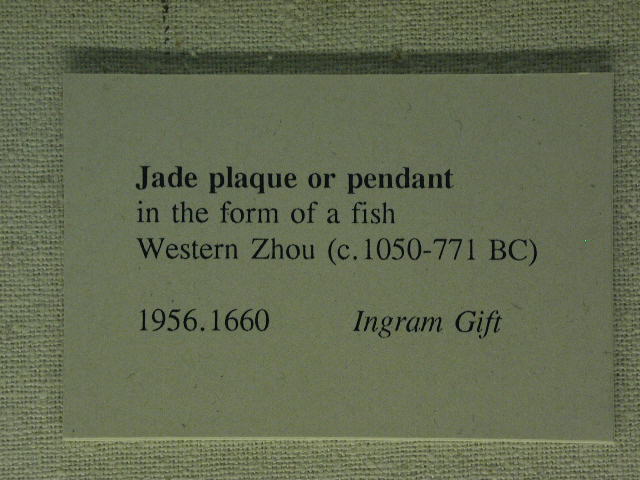 Jade plaque or pendant
in the form of a fish
Western Zhou (c.1050-771 BC)
1956.1660 Ingram Gift